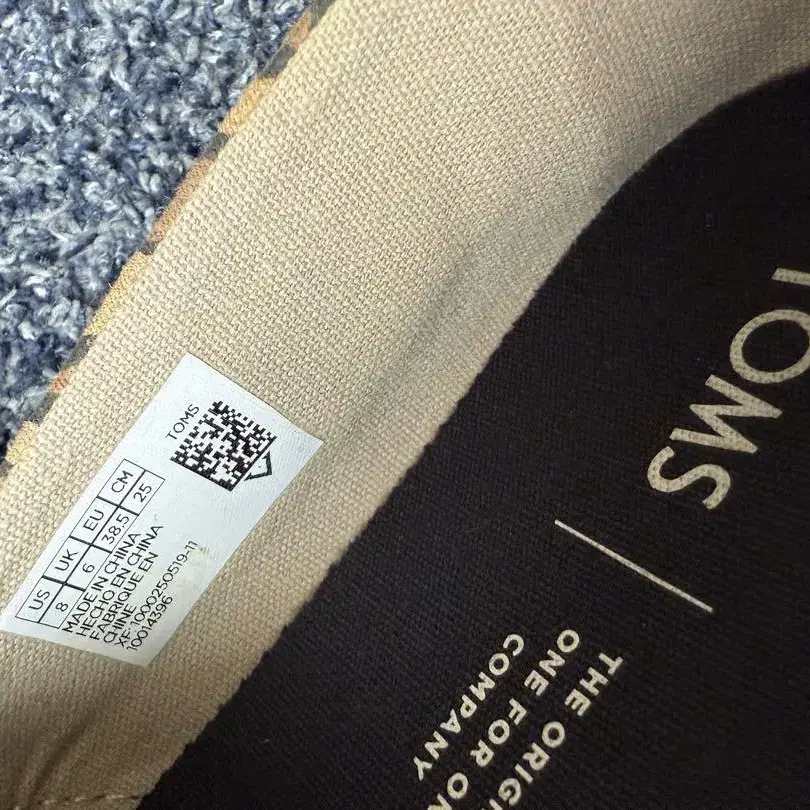 TOMS
US UK EU CM
8 6 38.5 25
MADE IN CHINA
HECHO EN CHINA
FABRIQUE EN
CHINE
XF: 1000250519-11
10014396
TOMS
THE ORIG
ONE FOR ON
COMPANY